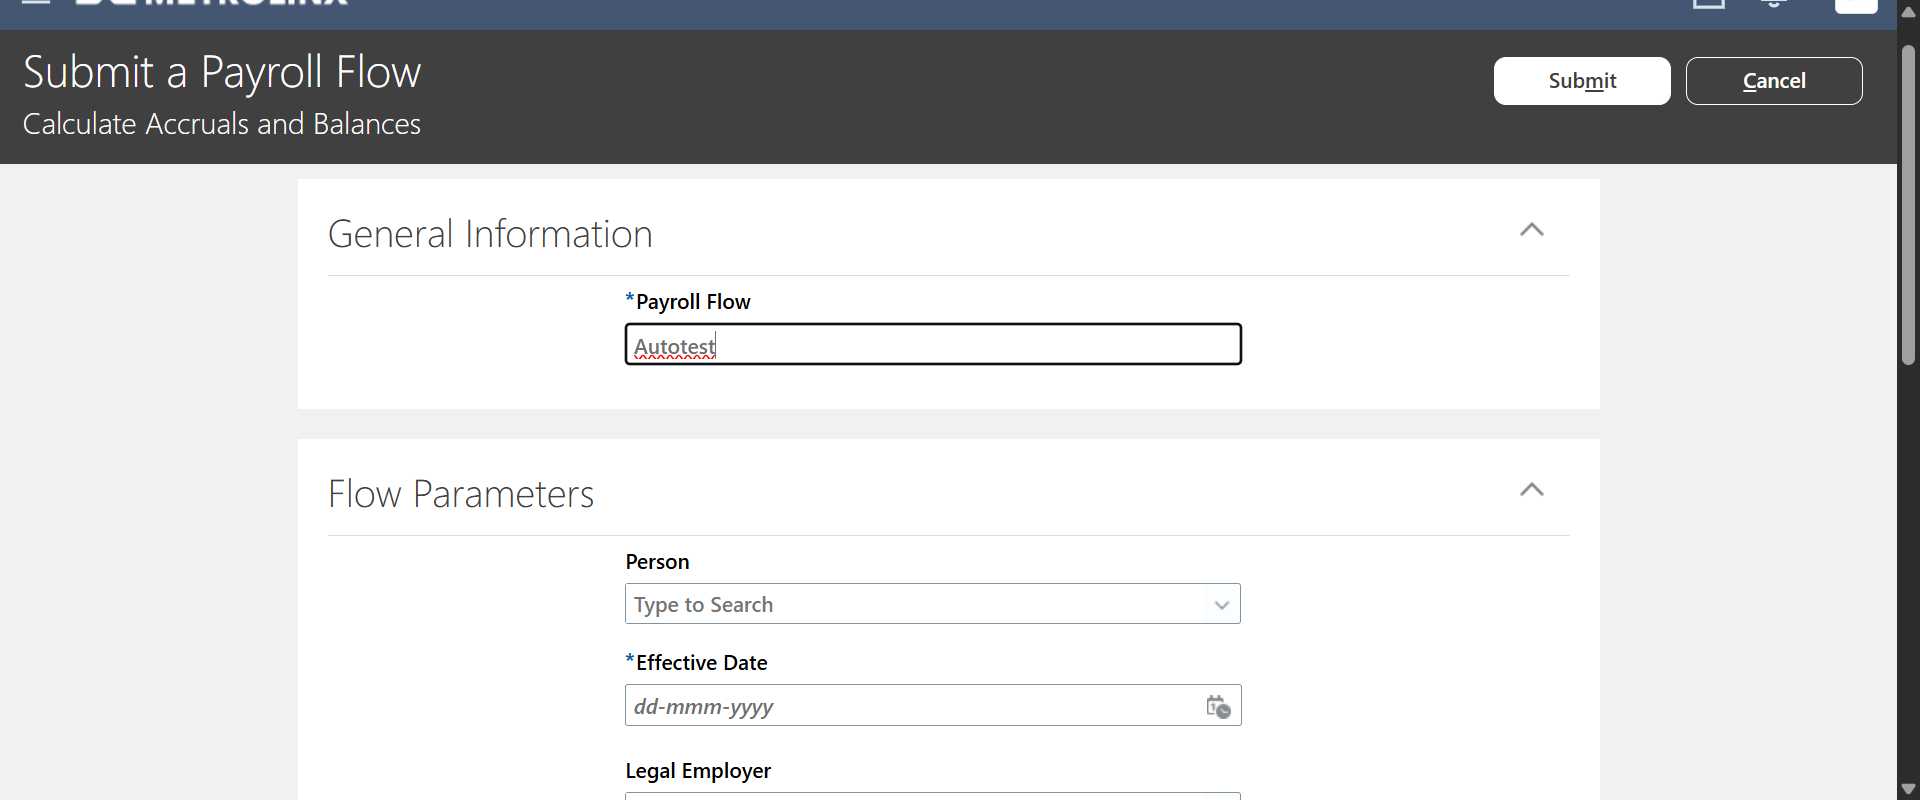 METROLINX
Submit a Payroll Flow
Calculate Accruals and Balances
Submit
Cancel
General Information
*Payroll Flow
Autotest
Flow Parameters
Person
Type to Search
*Effective Date
dd-mmm-yyyy
Legal Employer